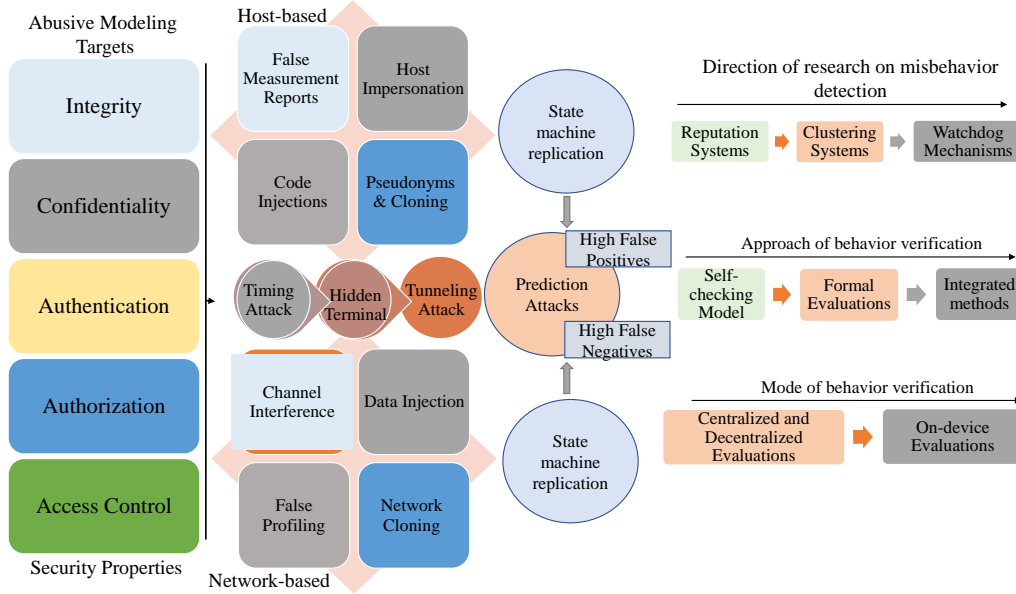 Abusive Modeling
Targets
Integrity
Confidentiality
Authentication
Authorization
Access Control
Security Properties
Host-based
False
Measurement
Reports
Host
Impersonation
Code
Injections
Pseudonyms
& Cloning
Timing
Attack
Hidden
Terminal
Tunneling
Attack
Channel
Interference
Data Injection
False
Profiling
Network
Cloning
Network-based
State
machine
replication
High False
Positives
Prediction
Attacks
High False
Negatives
State
machine
replication
Direction of research on misbehavior
detection
Reputation
Systems
Clustering
Systems
Watchdog
Mechanisms
Approach of behavior verification
Self-
checking
Model
Formal
Evaluations
Integrated
methods
Mode of behavior verification
Centralized and
Decentralized
Evaluations
On-device
Evaluations